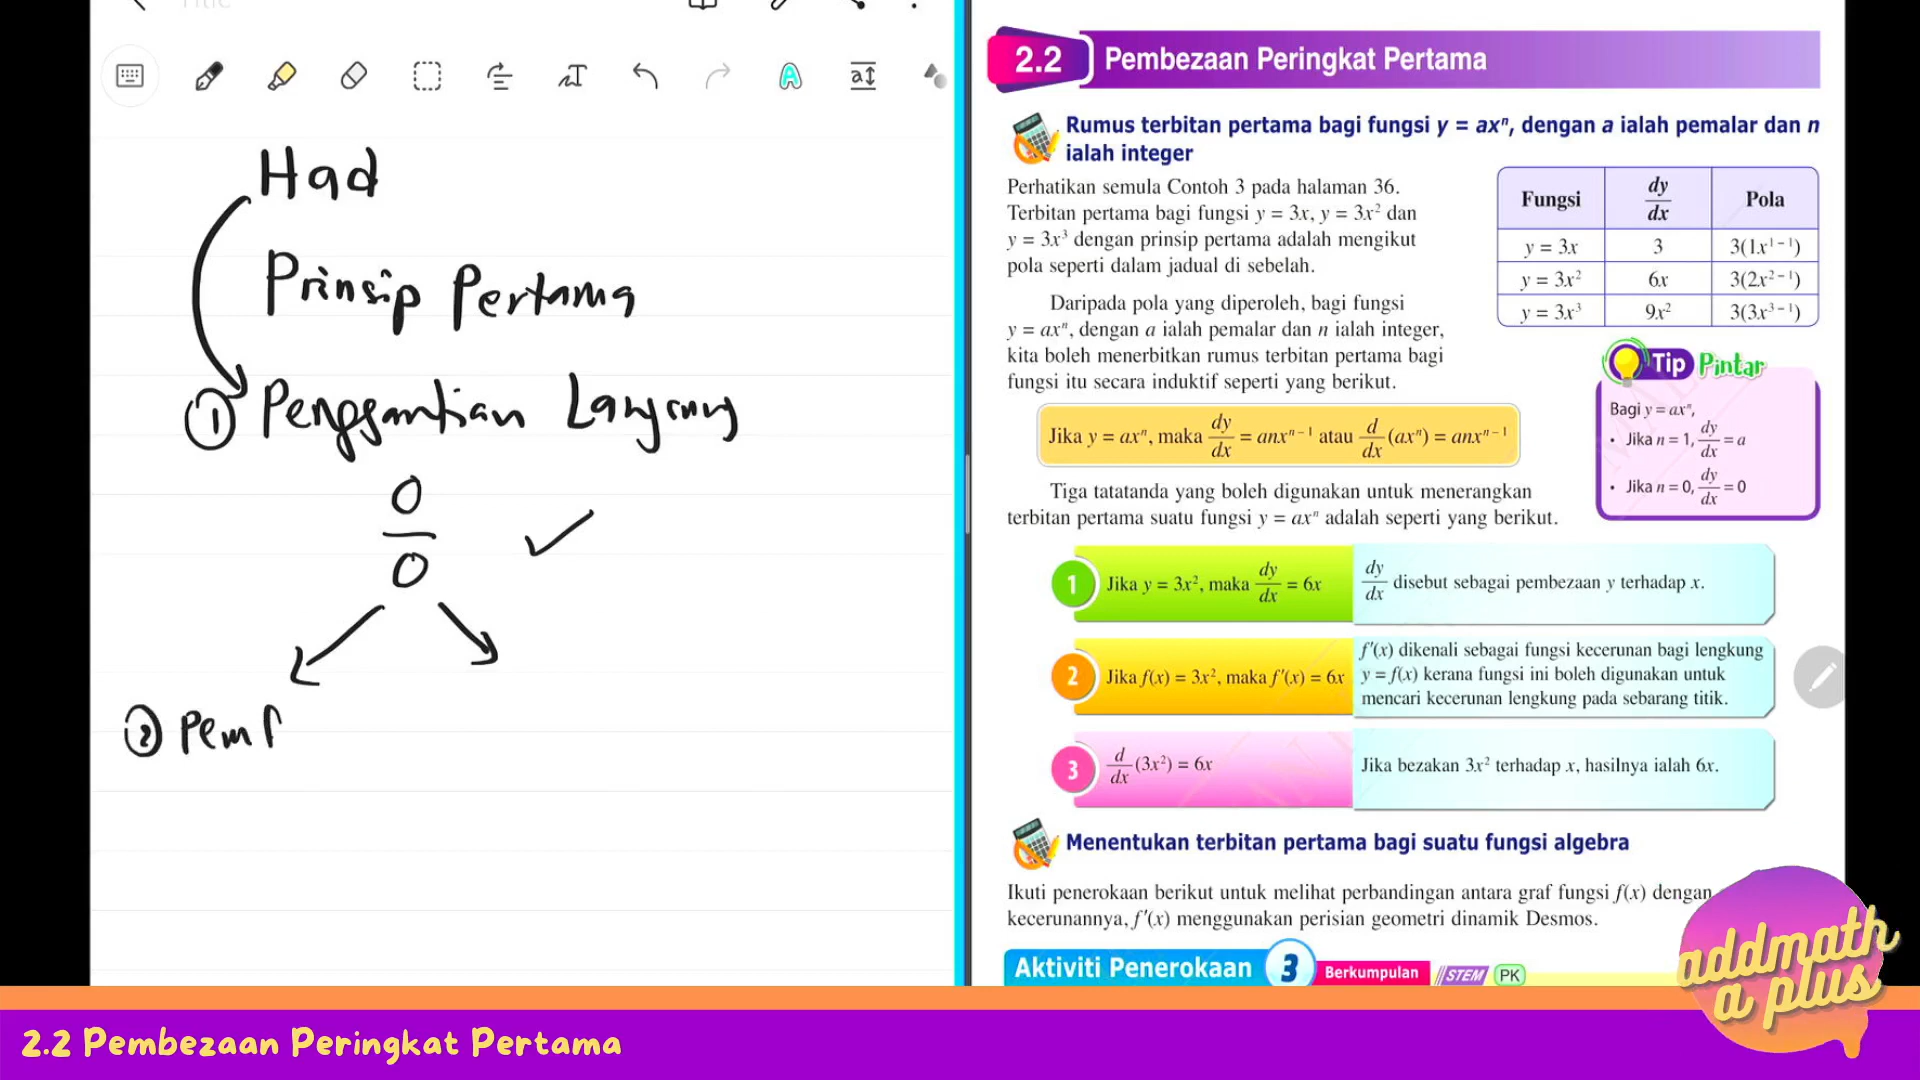 Title
Had
Prinsip Pertama
① Penggantian Langsung
0
0
② Pemf
2.2 Pembezaan Peringkat Pertama
Rumus terbitan pertama bagi fungsi y = axⁿ, dengan a ialah pemalar dan n
ialah integer
Perhatikan semula Contoh 3 pada halaman 36.
Terbitan pertama bagi fungsi y = 3x, y = 3x² dan
y = 3x³ dengan prinsip pertama adalah mengikut
pola seperti dalam jadual di sebelah.
Fungsi dy/dx Pola
y = 3x 3 3(1x¹⁻¹)
y = 3x² 6x 3(2x²⁻¹)
y = 3x³ 9x² 3(3x³⁻¹)
Daripada pola yang diperoleh, bagi fungsi
y = axⁿ, dengan a ialah pemalar dan n ialah integer,
kita boleh menerbitkan rumus terbitan pertama bagi
fungsi itu secara induktif seperti yang berikut.
Jika y = axⁿ, maka dy/dx = anxⁿ⁻¹ atau d/dx (axⁿ) = anxⁿ⁻¹
Tip Pintar
Bagi y = axⁿ,
• Jika n = 1, dy/dx = a
• Jika n = 0, dy/dx = 0
Tiga tatatanda yang boleh digunakan untuk menerangkan
terbitan pertama suatu fungsi y = axⁿ adalah seperti yang berikut.
1 Jika y = 3x², maka dy/dx = 6x
dy/dx disebut sebagai pembezaan y terhadap x.
2 Jika f(x) = 3x², maka f′(x) = 6x
f′(x) dikenali sebagai fungsi kecerunan bagi lengkung
y = f(x) kerana fungsi ini boleh digunakan untuk
mencari kecerunan lengkung pada sebarang titik.
3 d/dx (3x²) = 6x
Jika bezakan 3x² terhadap x, hasilnya ialah 6x.
Menentukan terbitan pertama bagi suatu fungsi algebra
Ikuti penerokaan berikut untuk melihat perbandingan antara graf fungsi f(x) dengan
kecerunannya, f′(x) menggunakan perisian geometri dinamik Desmos.
Aktiviti Penerokaan 3 Berkumpulan STEM PK
addmath
a plus
2.2 Pembezaan Peringkat Pertama